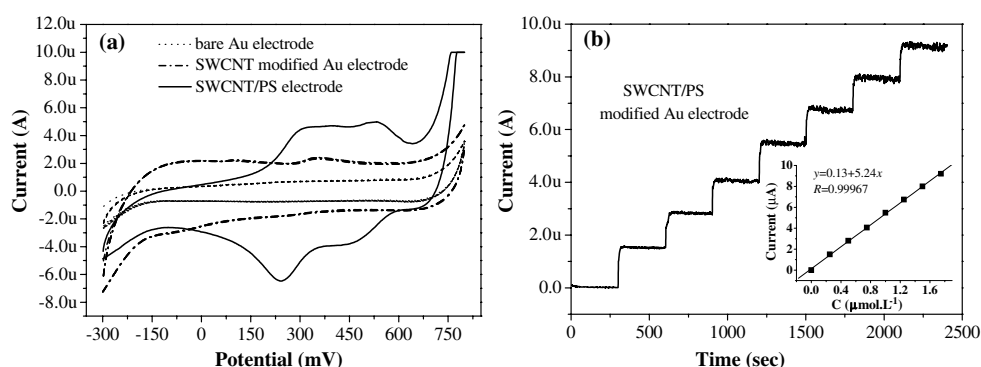 (a)
bare Au electrode
SWCNT modified Au electrode
SWCNT/PS electrode
10.0u
8.0u
6.0u
4.0u
2.0u
0.0
-2.0u
-4.0u
-6.0u
-8.0u
Current (A)
-300 -150 0 150 300 450 600 750
Potential (mV)
(b)
SWCNT/PS
modified Au electrode
10.0u
8.0u
6.0u
4.0u
2.0u
0.0
Current (A)
0 500 1000 1500 2000 2500
Time (sec)
y=0.13+5.24x
R=0.99967
10
8
6
4
2
0
Current (μA)
0.0 0.4 0.8 1.2 1.6
C (μmol.L-1)